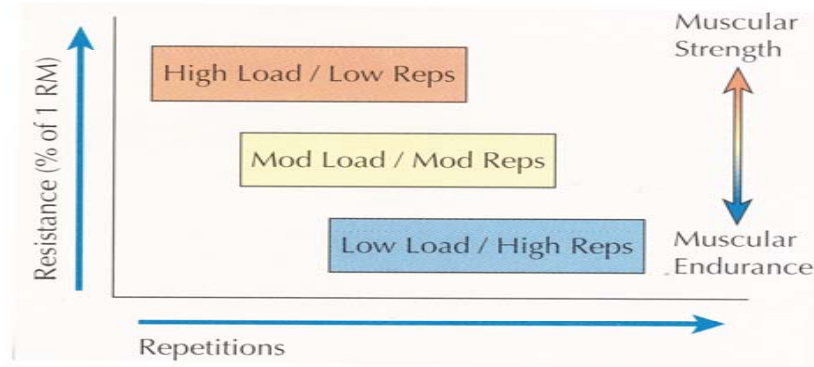 Resistance (% of 1 RM)
High Load / Low Reps
Mod Load / Mod Reps
Low Load / High Reps
Muscular
Strength
Muscular
Endurance
Repetitions